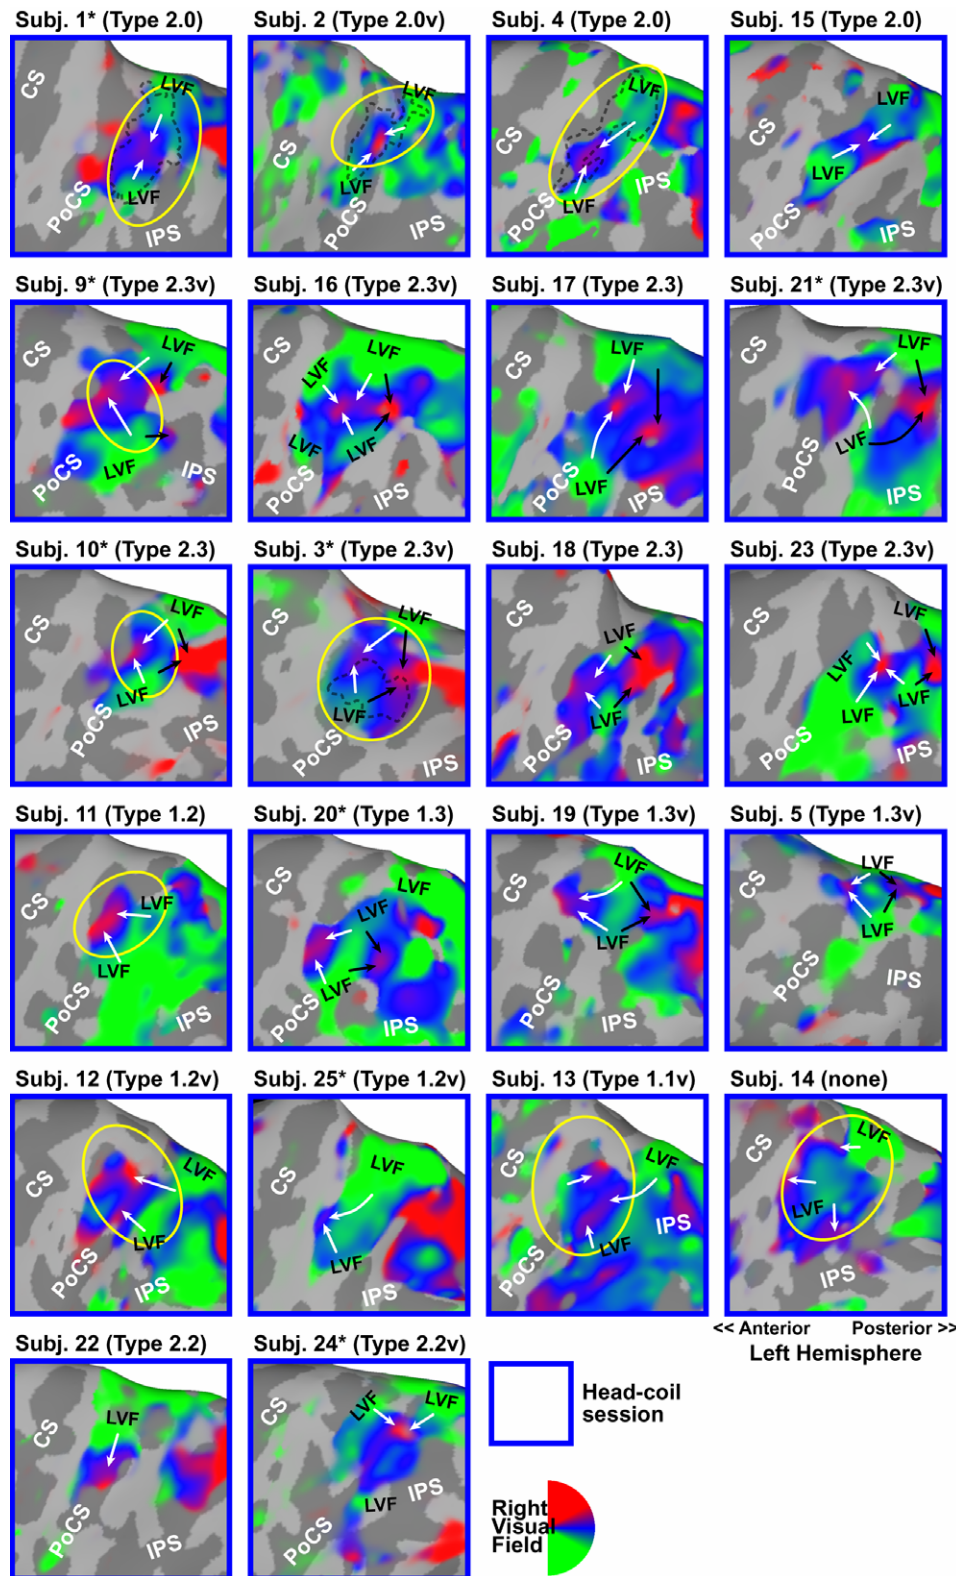 Subj. 1* (Type 2.0)
Subj. 2 (Type 2.0v)
Subj. 4 (Type 2.0)
Subj. 15 (Type 2.0)
CS
LVF
LVF
PoCS
IPS
CS
LVF
LVF
PoCS
IPS
CS
LVF
PoCS
IPS
CS
LVF
LVF
PoCS
IPS
Subj. 9* (Type 2.3v)
Subj. 16 (Type 2.3v)
Subj. 17 (Type 2.3)
Subj. 21* (Type 2.3v)
CS
LVF
LVF
PoCS
IPS
CS
LVF
LVF
LVF
LVF
PoCS
IPS
CS
LVF
LVF
PoCS
IPS
CS
LVF
LVF
PoCS
IPS
Subj. 10* (Type 2.3)
Subj. 3* (Type 2.3v)
Subj. 18 (Type 2.3)
Subj. 23 (Type 2.3v)
CS
LVF
LVF
PoCS
IPS
CS
LVF
LVF
PoCS
IPS
CS
LVF
LVF
PoCS
IPS
CS
LVF
LVF
LVF
LVF
PoCS
IPS
Subj. 11 (Type 1.2)
Subj. 20* (Type 1.3)
Subj. 19 (Type 1.3v)
Subj. 5 (Type 1.3v)
CS
LVF
LVF
PoCS
IPS
CS
LVF
LVF
LVF
PoCS
IPS
CS
LVF
LVF
PoCS
IPS
CS
LVF
LVF
PoCS
IPS
Subj. 12 (Type 1.2v)
Subj. 25* (Type 1.2v)
Subj. 13 (Type 1.1v)
Subj. 14 (none)
CS
LVF
LVF
PoCS
IPS
CS
LVF
LVF
PoCS
IPS
CS
LVF
LVF
PoCS
IPS
CS
LVF
LVF
PoCS
IPS
<< Anterior Posterior >>
Left Hemisphere
Subj. 22 (Type 2.2)
Subj. 24* (Type 2.2v)
CS
LVF
PoCS
IPS
CS
LVF
LVF
LVF
PoCS
IPS
Head-coil
session
Right
Visual
Field